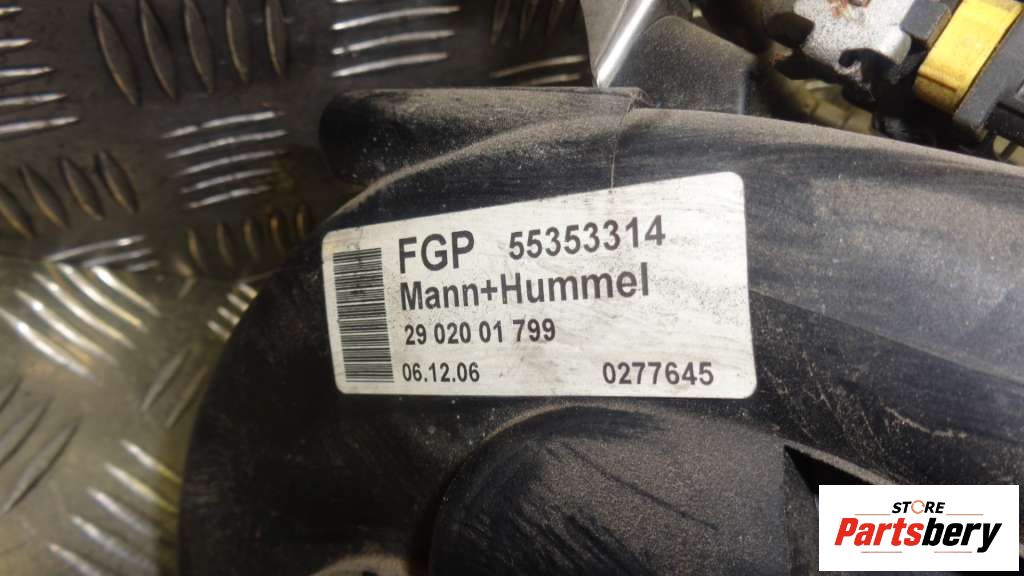 FGP 55353314
Mann+Hummel
29 020 01 799
06.12.06 0277645
STORE
Partsbery